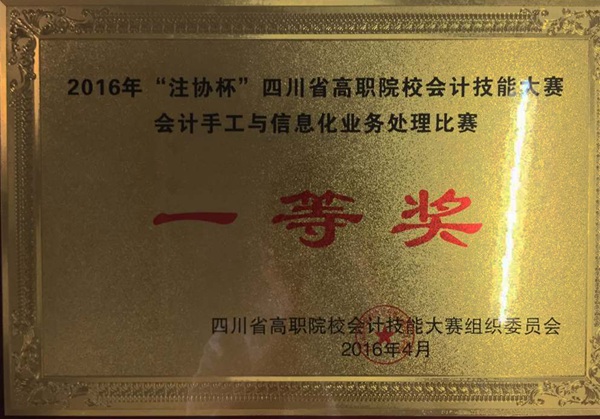 2016年“注协杯”四川省高职院校会计技能大赛
会计手工与信息化业务处理比赛
一等奖
四川省高职院校会计技能大赛组织委员会
2016年4月